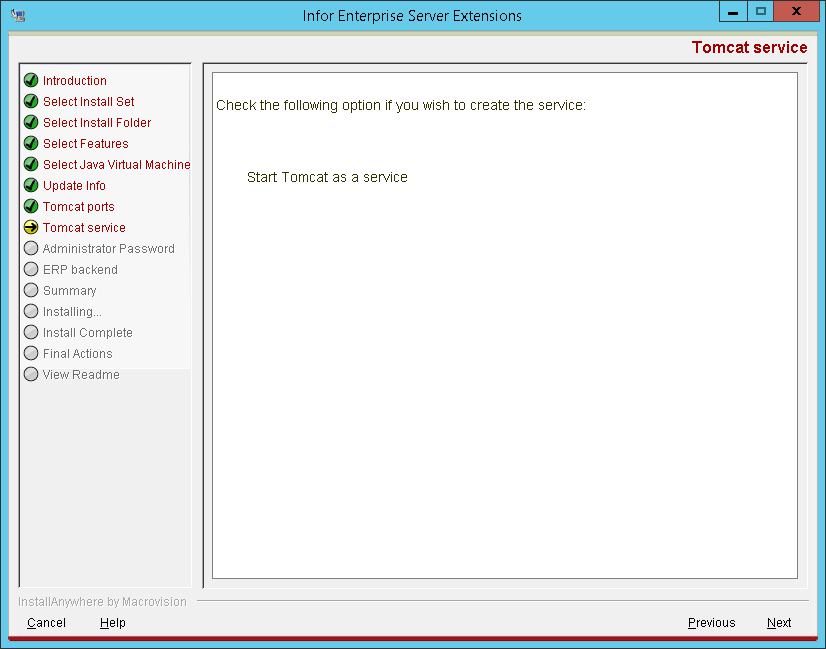 Infor Enterprise Server Extensions
Tomcat service
Introduction
Select Install Set
Select Install Folder
Select Features
Select Java Virtual Machine
Update Info
Tomcat ports
Tomcat service
Administrator Password
ERP backend
Summary
Installing...
Install Complete
Final Actions
View Readme
Check the following option if you wish to create the service:
Start Tomcat as a service
InstallAnywhere by Macrovision
Cancel Help Previous Next